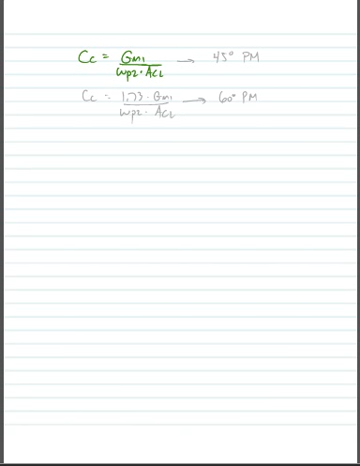 Cc = Gm1 / ωp2 · ACL → 45° PM
Cc = 1.73 · Gm1 / ωp2 · ACL → 60° PM